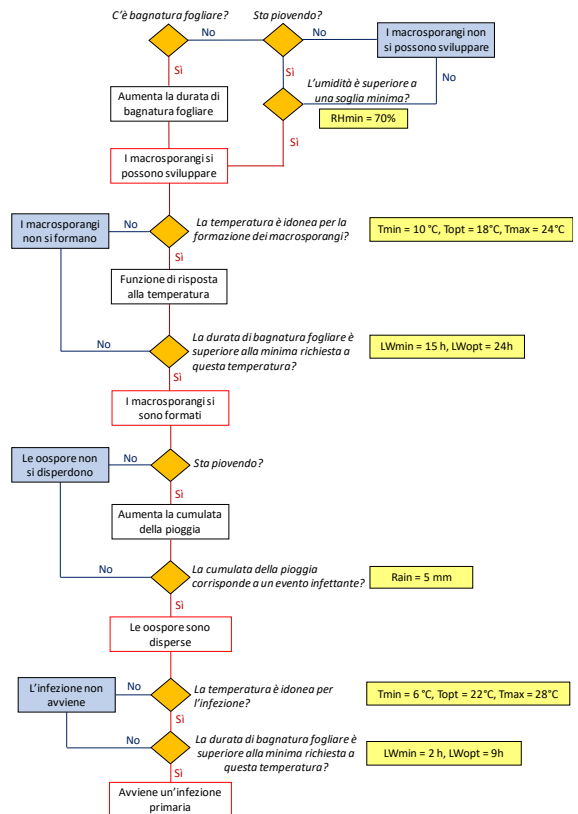 C'è bagnatura fogliare?
Sta piovendo?
No
No
I macrosporangi non
si possono sviluppare
Sì
Sì
No
L'umidità è superiore a
una soglia minima?
Aumenta la durata di
bagnatura fogliare
RHmin = 70%
Sì
I macrosporangi si
possono sviluppare
I macrosporangi
non si formano
No
La temperatura è idonea per la
formazione dei macrosporangi?
Tmin = 10 °C, Topt = 18°C, Tmax = 24°C
Sì
Funzione di risposta
alla temperatura
No
La durata di bagnatura fogliare è
superiore alla minima richiesta a
questa temperatura?
LWmin = 15 h, LWopt = 24h
Sì
I macrosporangi si
sono formati
Le oospore non
si disperdono
No
Sta piovendo?
Sì
Aumenta la cumulata
della pioggia
No
La cumulata della pioggia
corrisponde a un evento infettante?
Rain = 5 mm
Sì
Le oospore sono
disperse
L'infezione non
avviene
No
La temperatura è idonea per
l'infezione?
Tmin = 6 °C, Topt = 22°C, Tmax = 28°C
Sì
No
La durata di bagnatura fogliare è
superiore alla minima richiesta a
questa temperatura?
LWmin = 2 h, LWopt = 9h
Sì
Avviene un'infezione
primaria